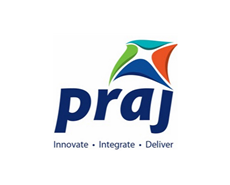 praj
Innovate • Integrate • Deliver